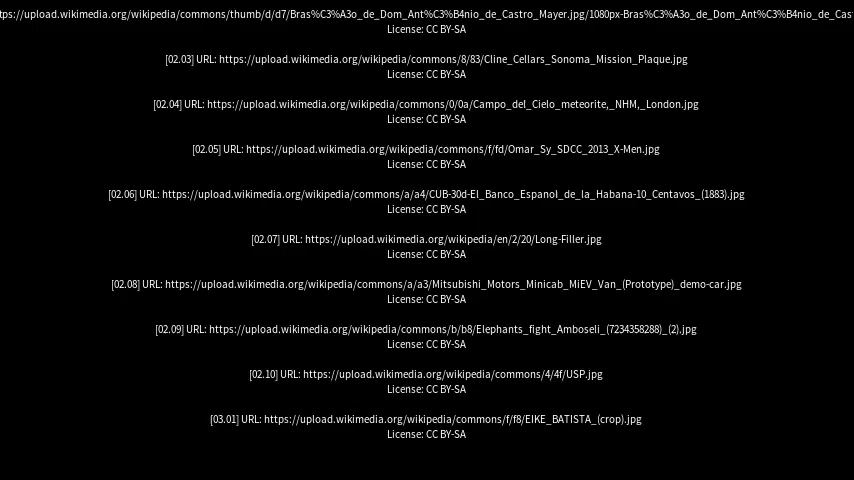 tps://upload.wikimedia.org/wikipedia/commons/thumb/d/d7/Bras%C3%A3o_de_Dom_Ant%C3%B4nio_de_Castro_Mayer.jpg/1080px-Bras%C3%A3o_de_Dom_Ant%C3%B4nio_de_Cas
License: CC BY-SA
[02.03] URL: https://upload.wikimedia.org/wikipedia/commons/8/83/Cline_Cellars_Sonoma_Mission_Plaque.jpg
License: CC BY-SA
[02.04] URL: https://upload.wikimedia.org/wikipedia/commons/0/0a/Campo_del_Cielo_meteorite,_NHM,_London.jpg
License: CC BY-SA
[02.05] URL: https://upload.wikimedia.org/wikipedia/commons/f/fd/Omar_Sy_SDCC_2013_X-Men.jpg
License: CC BY-SA
[02.06] URL: https://upload.wikimedia.org/wikipedia/commons/a/a4/CUB-30d-El_Banco_Espanol_de_la_Habana-10_Centavos_(1883).jpg
License: CC BY-SA
[02.07] URL: https://upload.wikimedia.org/wikipedia/en/2/20/Long-Filler.jpg
License: CC BY-SA
[02.08] URL: https://upload.wikimedia.org/wikipedia/commons/a/a3/Mitsubishi_Motors_Minicab_MiEV_Van_(Prototype)_demo-car.jpg
License: CC BY-SA
[02.09] URL: https://upload.wikimedia.org/wikipedia/commons/b/b8/Elephants_fight_Amboseli_(7234358288)_(2).jpg
License: CC BY-SA
[02.10] URL: https://upload.wikimedia.org/wikipedia/commons/4/4f/USP.jpg
License: CC BY-SA
[03.01] URL: https://upload.wikimedia.org/wikipedia/commons/f/f8/EIKE_BATISTA_(crop).jpg
License: CC BY-SA